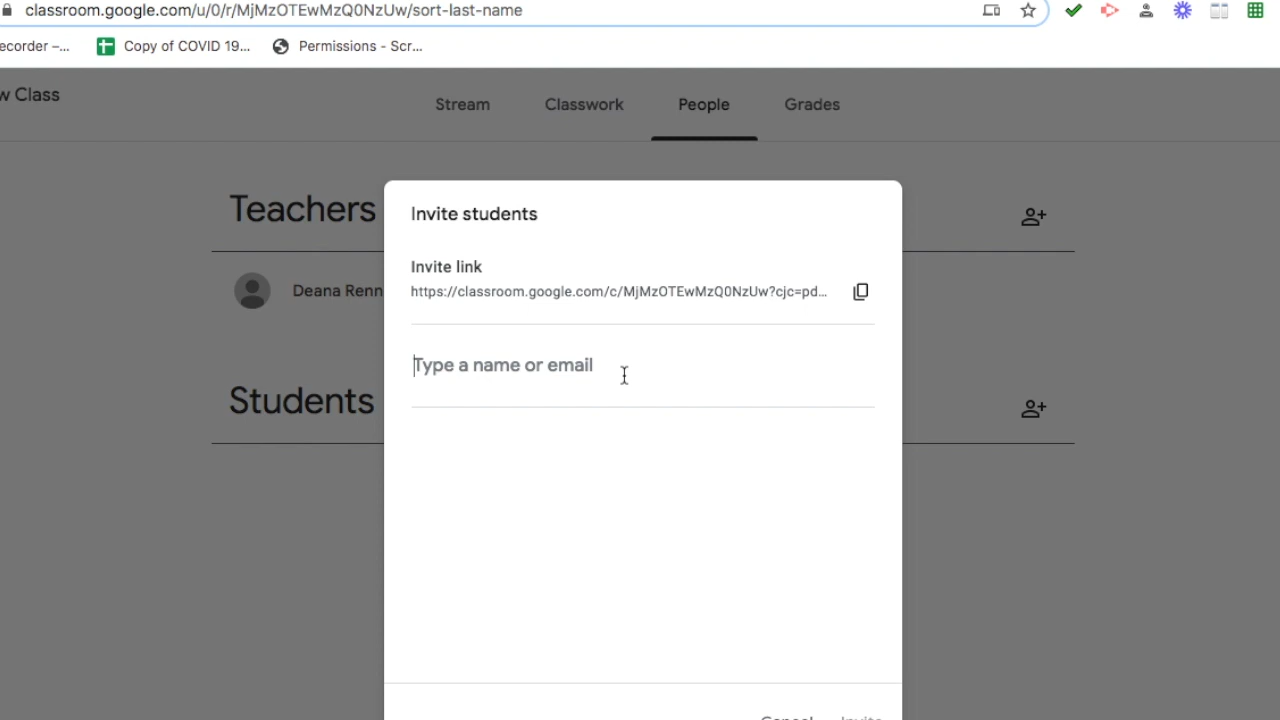 classroom.google.com/u/0/r/MjMzOTEwMzQ0NzUw/sort-last-name
ecorder –... Copy of COVID 19... Permissions - Scr...
w Class
Stream Classwork People Grades
Teachers
Deana Renn
Students
Invite students
Invite link
https://classroom.google.com/c/MjMzOTEwMzQ0NzUw?cjc=pd...
Type a name or email
Cancel Invite